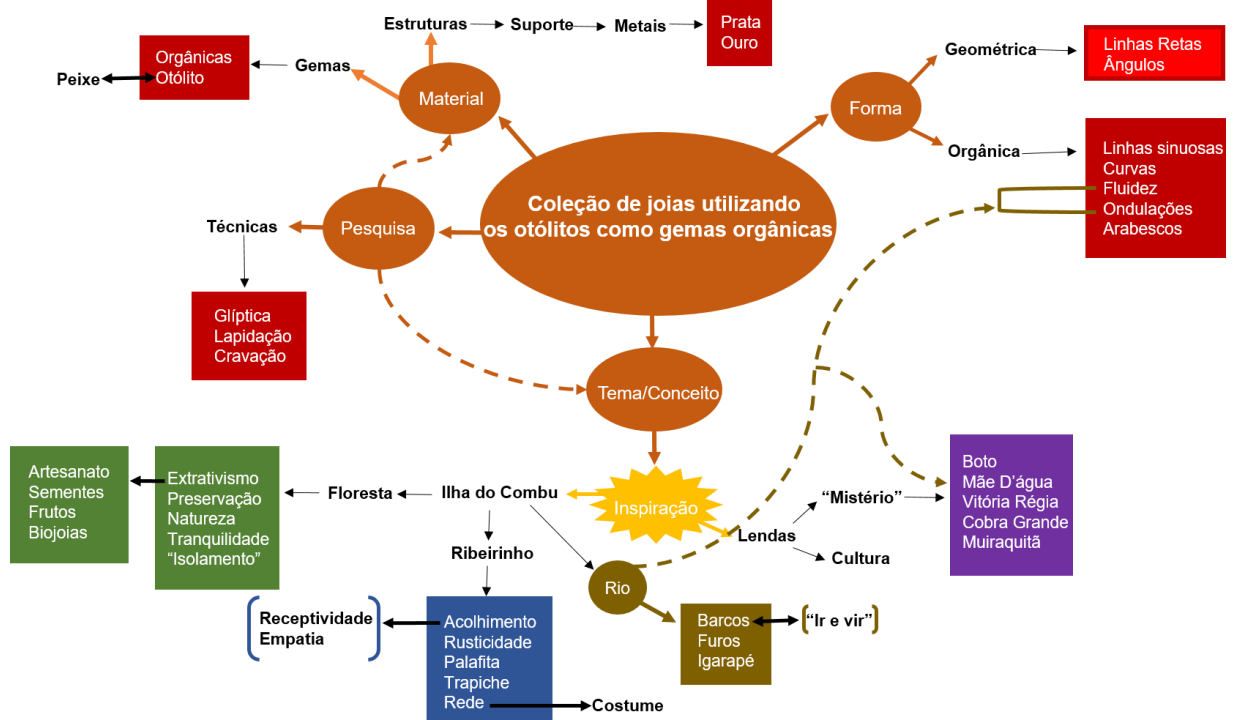 Estruturas
Suporte
Metais
Prata
Ouro
Peixe
Orgânicas
Otólito
Gemas
Material
Forma
Geométrica
Linhas Retas
Ângulos
Orgânica
Linhas sinuosas
Curvas
Fluidez
Ondulações
Arabescos
Coleção de joias utilizando
os otólitos como gemas orgânicas
Pesquisa
Técnicas
Glíptica
Lapidação
Cravação
Tema/Conceito
Inspiração
Ilha do Combu
Floresta
Extrativismo
Preservação
Natureza
Tranquilidade
“Isolamento”
Artesanato
Sementes
Frutos
Biojoias
Ribeirinho
Acolhimento
Rusticidade
Palafita
Trapiche
Rede
Receptividade
Empatia
Costume
Rio
Barcos
Furos
Igarapé
“Ir e vir”
Lendas
“Mistério”
Cultura
Boto
Mãe D’água
Vitória Régia
Cobra Grande
Muiraquitã